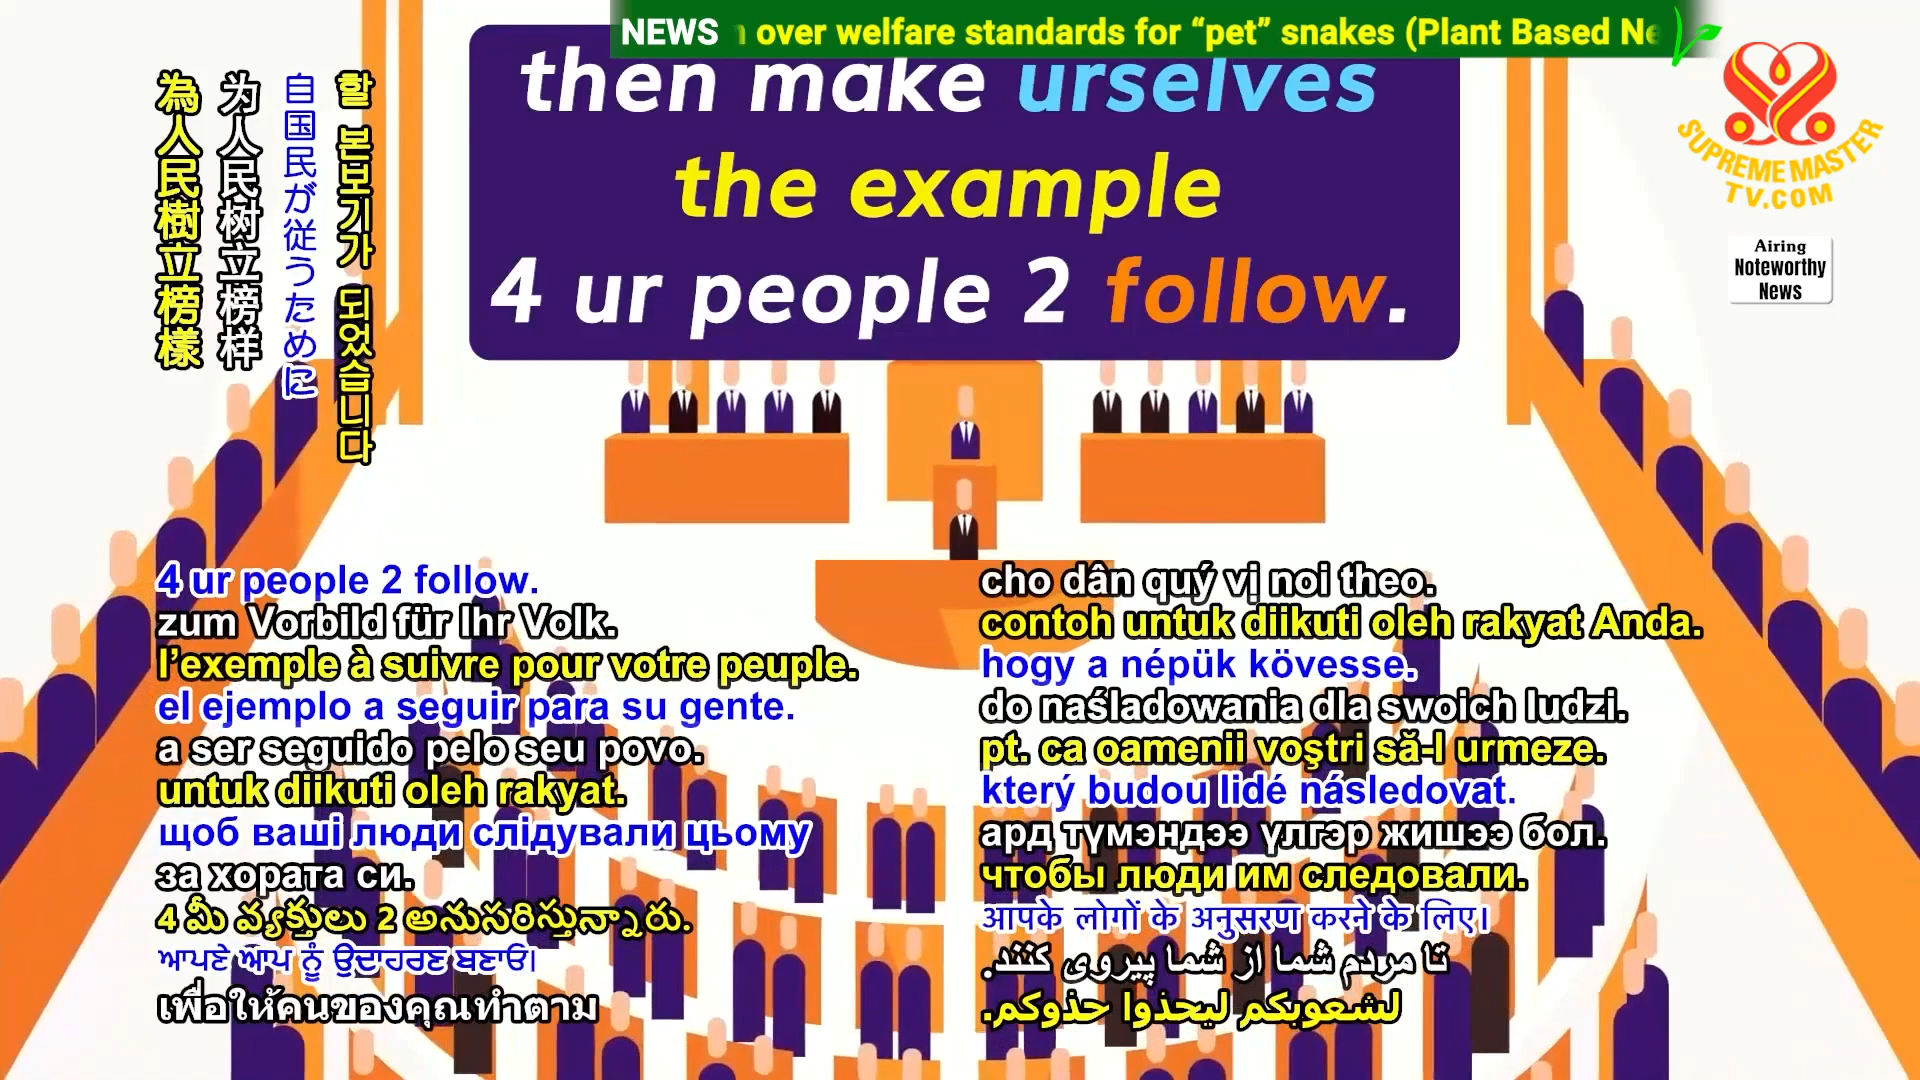 NEWS over welfare standards for “pet” snakes (Plant Based Ne
then make urselves
the example
4 ur people 2 follow.
SUPREME MASTER
TV.COM
Airing
Noteworthy
News
為人民樹立榜樣
为人民树立榜样
自国民が従うために
할 본보기가 되었습니다
4 ur people 2 follow.
zum Vorbild für Ihr Volk.
l’exemple à suivre pour votre peuple.
el ejemplo a seguir para su gente.
a ser seguido pelo seu povo.
untuk diikuti oleh rakyat.
щоб ваші люди слідували цьому
за хората си.
4 మీ వ్యక్తులు 2 అనుసరిస్తున్నారు.
ਆਪਣੇ ਆਪ ਨੂੰ ਉਦਾਹਰਣ ਬਣਾਓ।
เพื่อให้คนของคุณทำตาม
cho dân quý vị noi theo.
contoh untuk diikuti oleh rakyat Anda.
hogy a népük kövesse.
do naśladowania dla swoich ludzi.
pt. ca oamenii voştri să-l urmeze.
který budou lidé následovat.
ард түмэндээ үлгэр жишээ бол.
чтобы люди им следовали.
आपके लोगों के अनुसरण करने के लिए।
تا مردم شما از شما پیروی کنند.
لشعوبكم ليحذوا حذوكم.